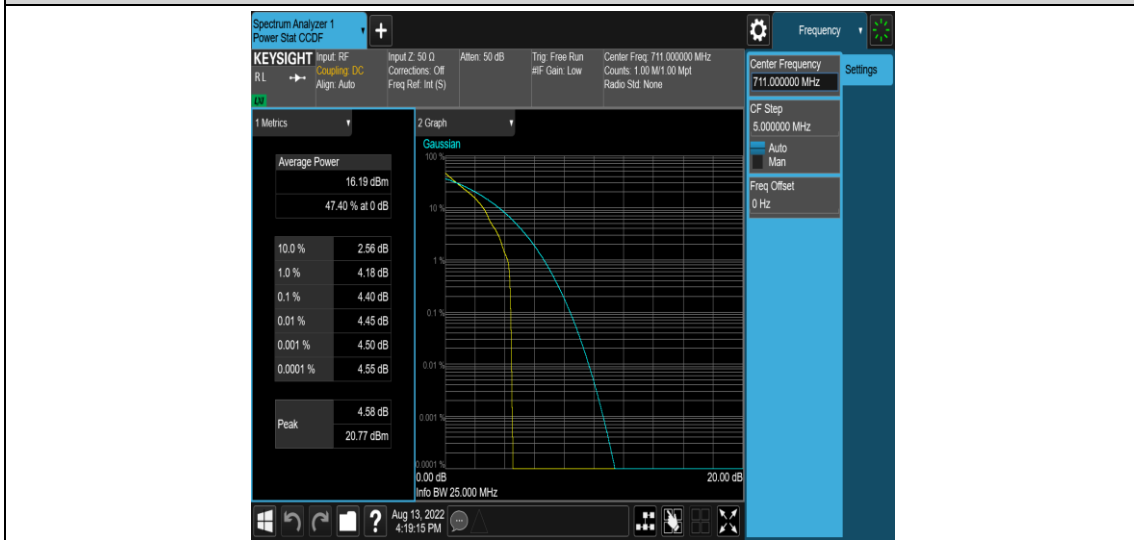 Spectrum Analyzer 1
Power Stat CCDF
+
Frequency
KEYSIGHT
RL
LXI
Input: RF
Coupling: DC
Align: Auto
Input Z: 50 Ω
Corrections: Off
Freq Ref: Int (S)
Atten: 50 dB
Trig: Free Run
#IF Gain: Low
Center Freq: 711.000000 MHz
Counts: 1.00 M/1.00 Mpt
Radio Std: None
Center Frequency
711.000000 MHz
Settings
CF Step
5.000000 MHz
Auto
Man
Freq Offset
0 Hz
1 Metrics
Average Power
16.19 dBm
47.40 % at 0 dB
10.0 % 2.56 dB
1.0 % 4.18 dB
0.1 % 4.40 dB
0.01 % 4.45 dB
0.001 % 4.50 dB
0.0001 % 4.55 dB
Peak
4.58 dB
20.77 dBm
2 Graph
Gaussian
100 %
10 %
1 %
0.1 %
0.01 %
0.001 %
0.0001 %
0.00 dB 20.00 dB
Info BW 25.000 MHz
?
Aug 13, 2022
4:19:15 PM